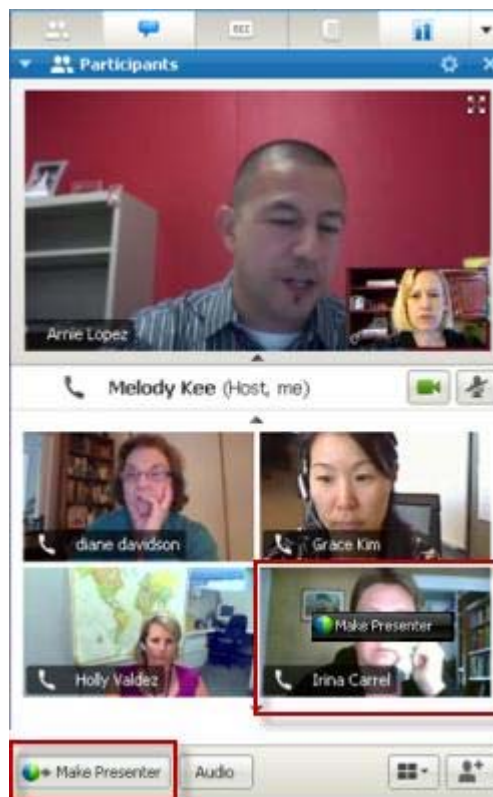 REC
Participants
Arnie Lopez
Melody Kee (Host, me)
diane davidson
Grace Kim
Make Presenter
Holly Valdez
Irina Carrel
Make Presenter
Audio